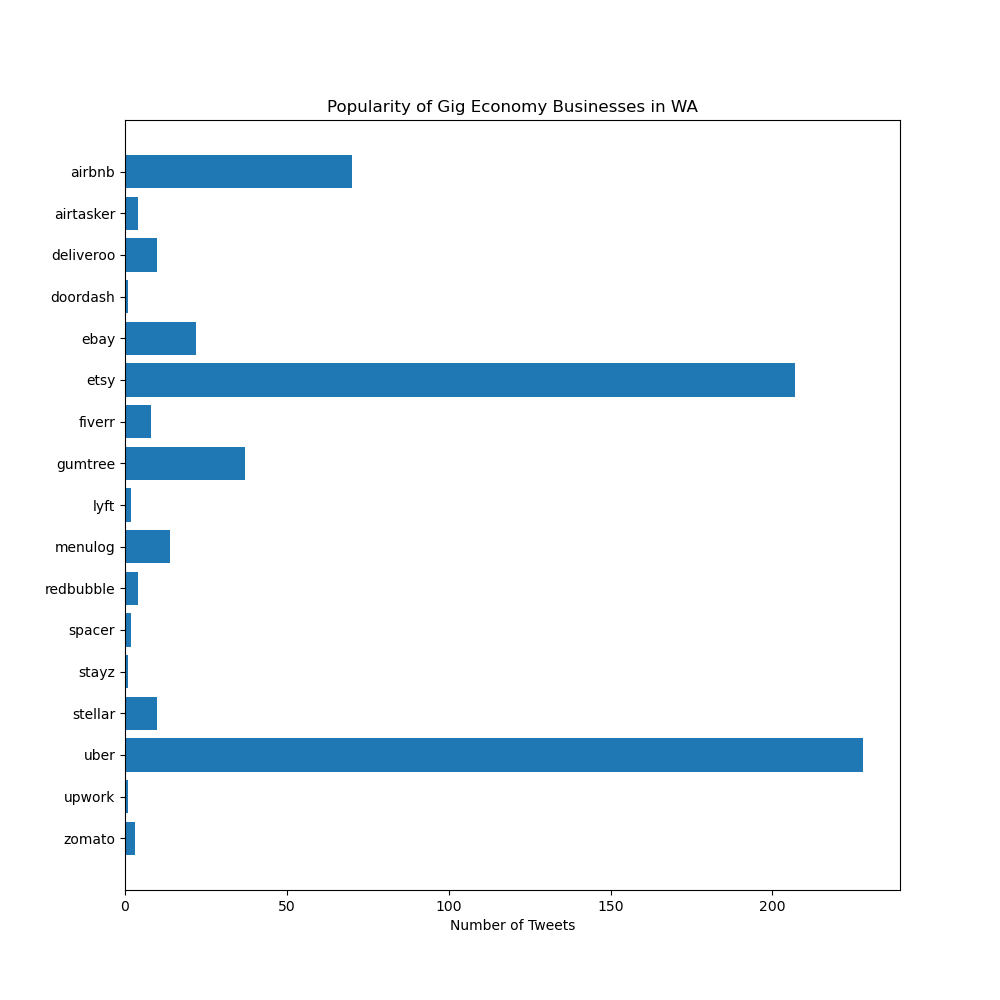 Popularity of Gig Economy Businesses in WA
airbnb
airtasker
deliveroo
doordash
ebay
etsy
fiverr
gumtree
lyft
menulog
redbubble
spacer
stayz
stellar
uber
upwork
zomato
0 50 100 150 200
Number of Tweets